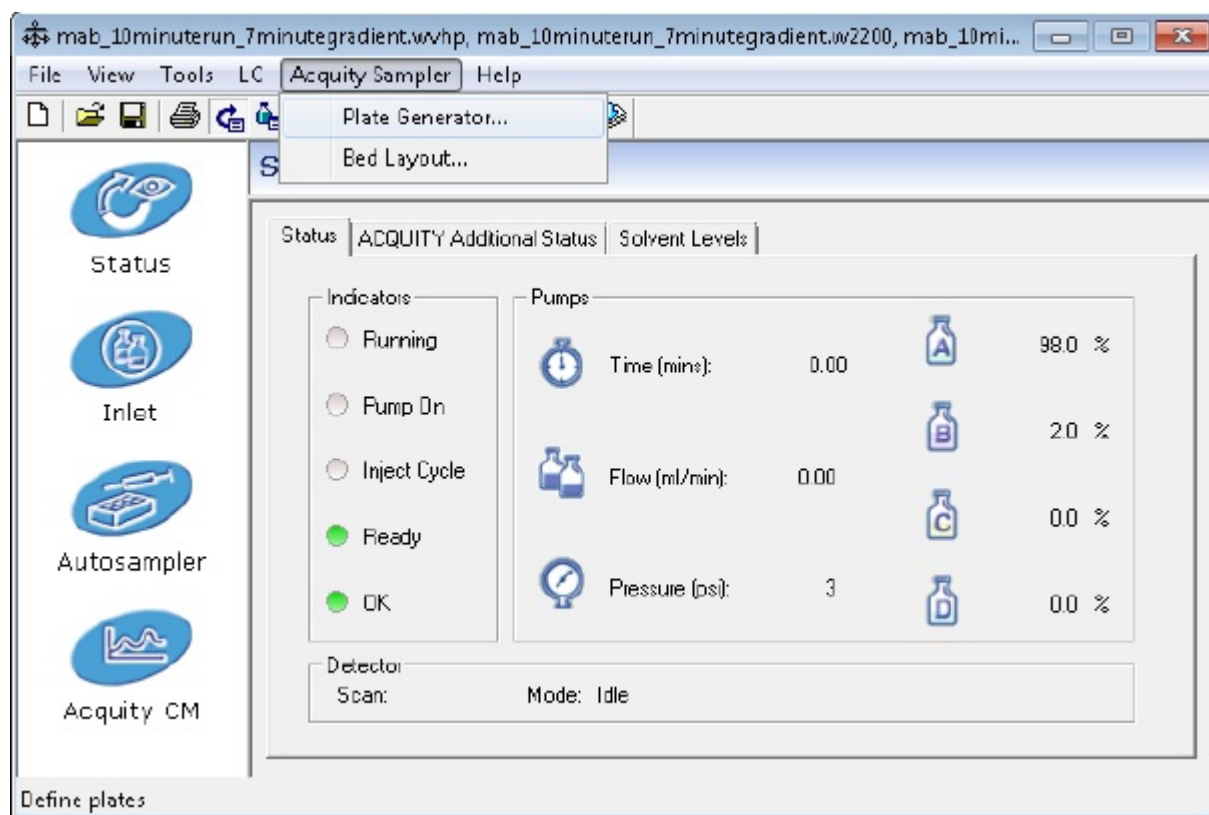 mab_10minuterun_7minutegradient.wvhp, mab_10minuterun_7minutegradient.w2200, mab_10mi...
File View Tools LC Acquity Sampler Help
Plate Generator...
Bed Layout...
S
Status ACQUITY Additional Status Solvent Levels
Status
Inlet
Autosampler
Acquity CM
Indicators
Running
Pump On
Inject Cycle
Ready
OK
Pumps
Time (mins): 0.00
Flow (ml/min): 0.00
Pressure (psi): 3
A 98.0 %
B 2.0 %
C 0.0 %
D 0.0 %
Detector
Scan: Mode: Idle
Define plates